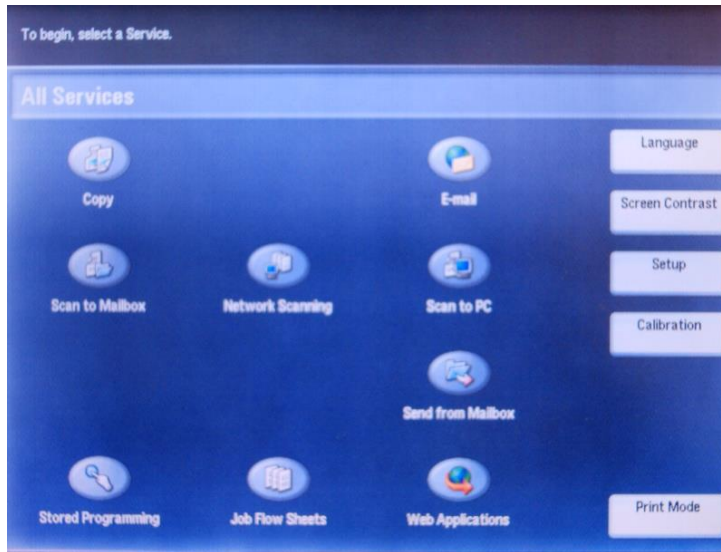 To begin, select a Service.
All Services
Copy
E-mail
Language
Screen Contrast
Scan to Mailbox
Network Scanning
Scan to PC
Setup
Calibration
Send from Mailbox
Stored Programming
Job Flow Sheets
Web Applications
Print Mode